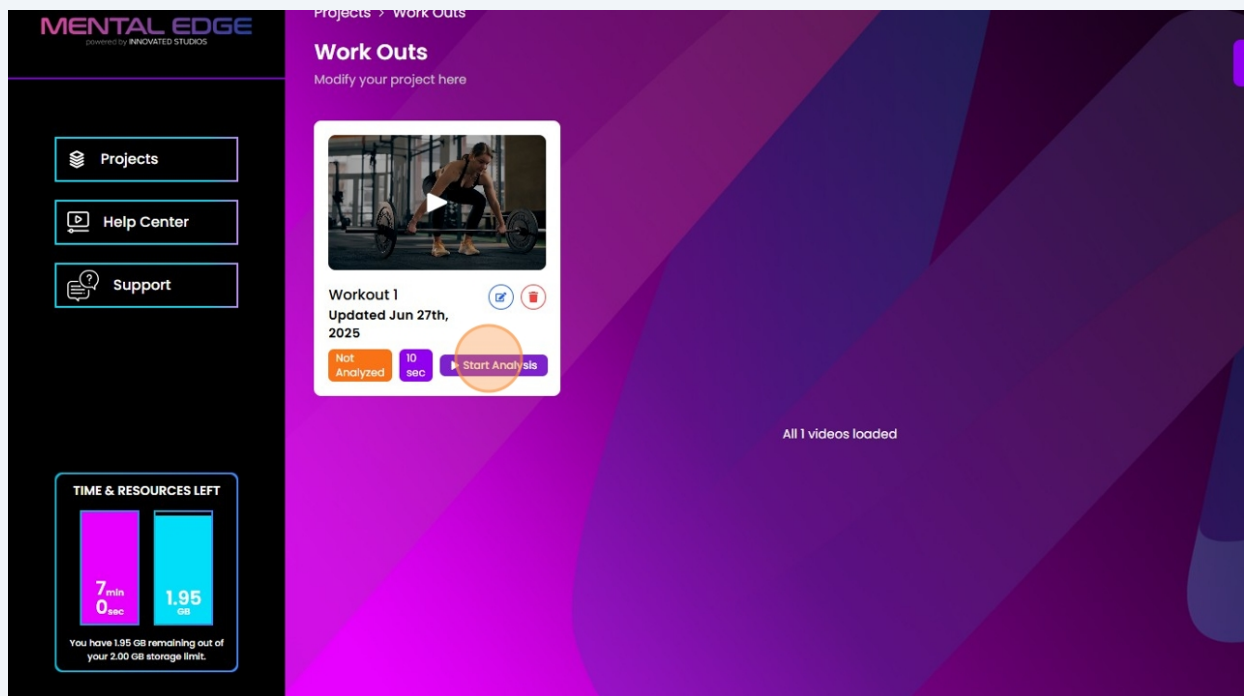 MENTAL EDGE
powered by INNOVATED STUDIOS
Projects > Work Outs
Work Outs
Modify your project here
Projects
Help Center
Support
Workout 1
Updated Jun 27th,
2025
Not
Analyzed
10
sec
Start Analysis
All 1 videos loaded
TIME & RESOURCES LEFT
7min
0sec
1.95
GB
You have 1.95 GB remaining out of
your 2.00 GB storage limit.